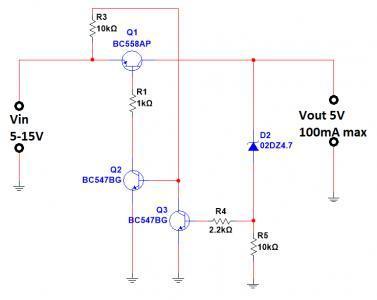 R3
10kΩ
Q1
BC558AP
R1
1kΩ
Vin
5-15V
Vout 5V
100mA max
D2
02DZ4.7
Q2
BC547BG
Q3
BC547BG
R4
2.2kΩ
R5
10kΩ